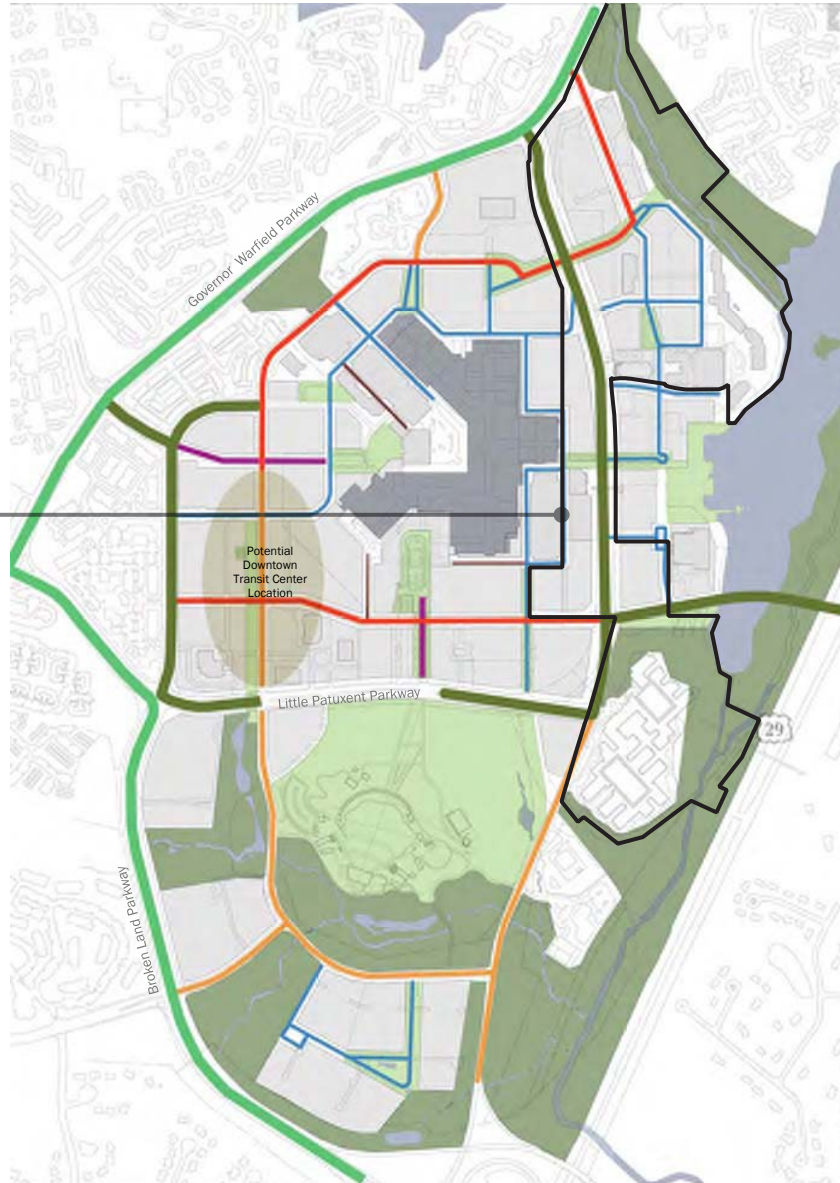 Governor Warfield Parkway
Potential
Downtown
Transit Center
Location
Little Patuxent Parkway
29
Broken Land Parkway